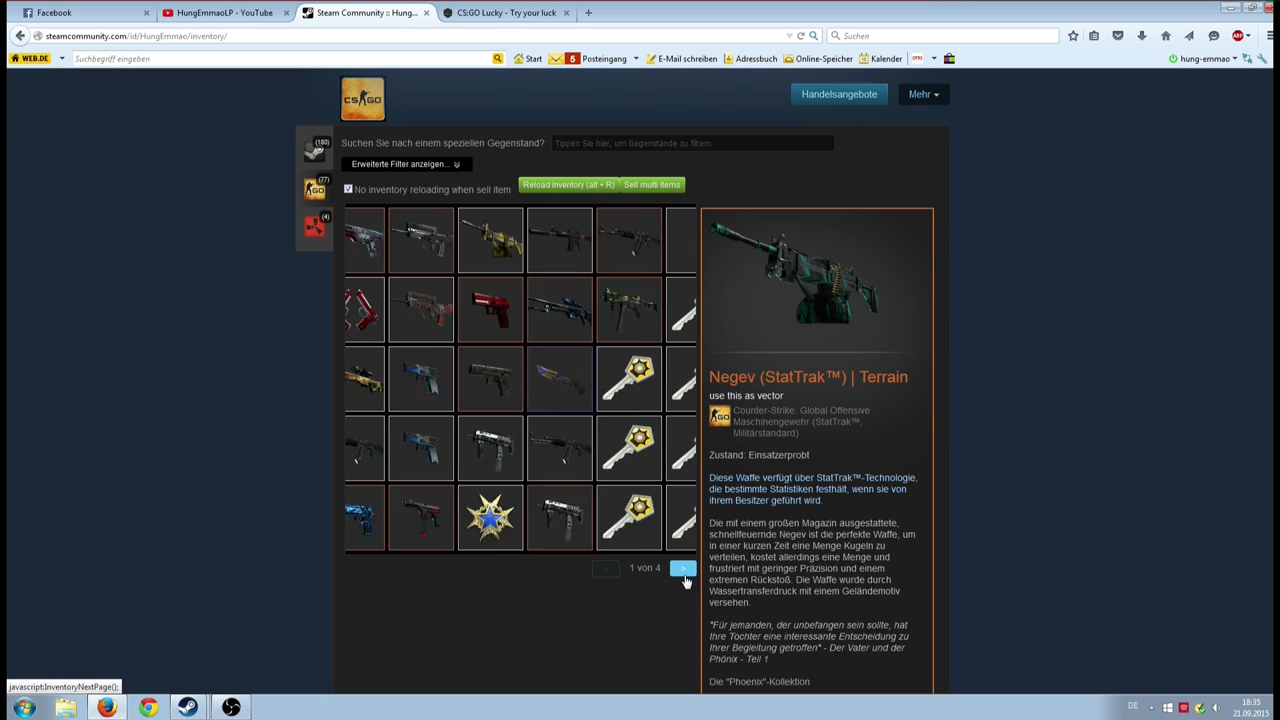 Facebook
HungEmmaoLP - YouTube
Steam Community :: Hung...
CS:GO Lucky - Try your luck
steamcommunity.com/id/HungEmmao/inventory/
Suchen
ABP
WEB.DE
Suchbegriff eingeben
Start
5
Posteingang
E-Mail schreiben
Adressbuch
Online-Speicher
Kalender
OTTO
hung-emmao
CS GO
Handelsangebote
Mehr
(180)
(77)
(4)
Suchen Sie nach einem speziellen Gegenstand?
Tippen Sie hier, um Gegenstände zu filtern
Erweiterte Filter anzeigen...
No inventory reloading when sell item
Reload inventory (alt + R)
Sell multi items
Negev (StatTrak™) | Terrain
use this as vector
Counter-Strike: Global Offensive
Maschinengewehr (StatTrak™,
Militärstandard)
Zustand: Einsatzerprobt
Diese Waffe verfügt über StatTrak™-Technologie,
die bestimmte Statistiken festhält, wenn sie von
ihrem Besitzer geführt wird.
Die mit einem großen Magazin ausgestattete,
schnellfeuernde Negev ist die perfekte Waffe, um
in einer kurzen Zeit eine Menge Kugeln zu
verteilen, kostet allerdings eine Menge und
frustriert mit geringer Präzision und einem
extremen Rückstoß. Die Waffe wurde durch
Wassertransferdruck mit einem Geländemotiv
versehen.
"Für jemanden, der unbefangen sein sollte, hat
Ihre Tochter eine interessante Entscheidung zu
Ihrer Begleitung getroffen" - Der Vater und der
Phönix - Teil 1
Die "Phoenix"-Kollektion
<
1 von 4
>
javascript:InventoryNextPage();
DE
18:35
21.09.2015